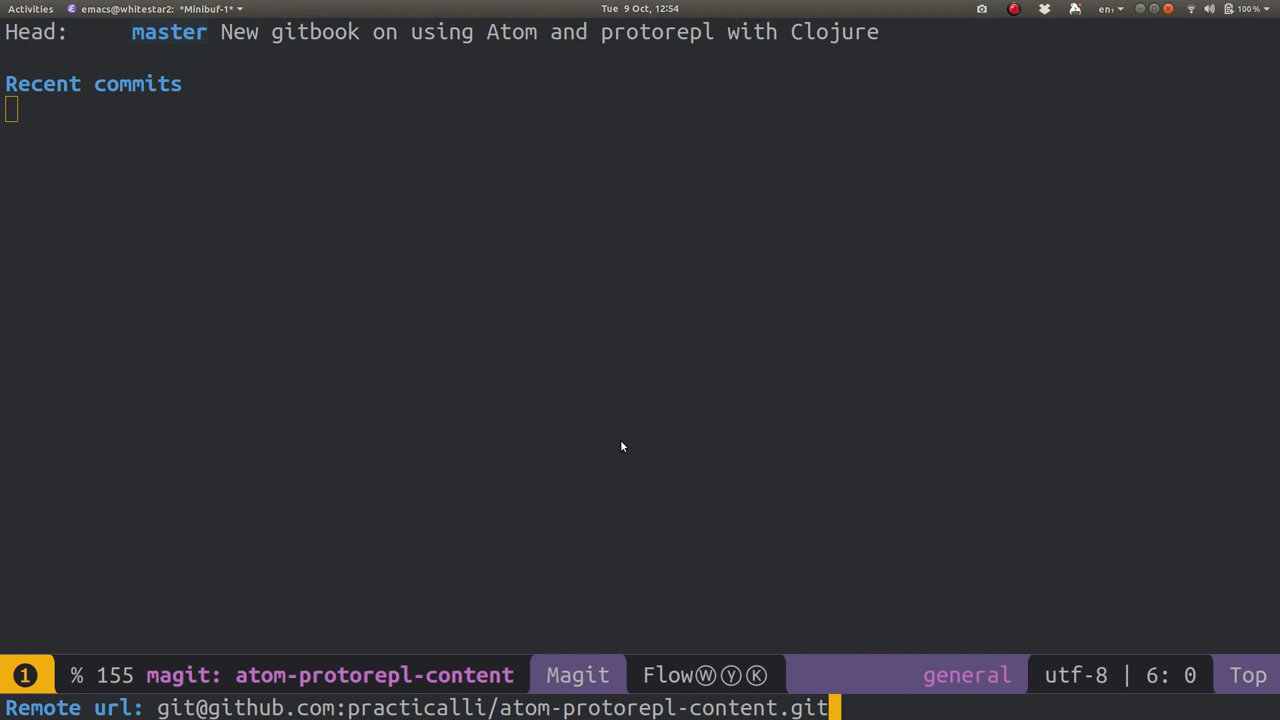 Activities emacs@whitestar2: *Minibuf-1* Tue 9 Oct, 12:54 en₁ 100 %
Head: master New gitbook on using Atom and protorepl with Clojure
Recent commits
1 % 155 magit: atom-protorepl-content Magit FlowⓌⓨⓀ general utf-8 | 6: 0 Top
Remote url: git@github.com:practicalli/atom-protorepl-content.git